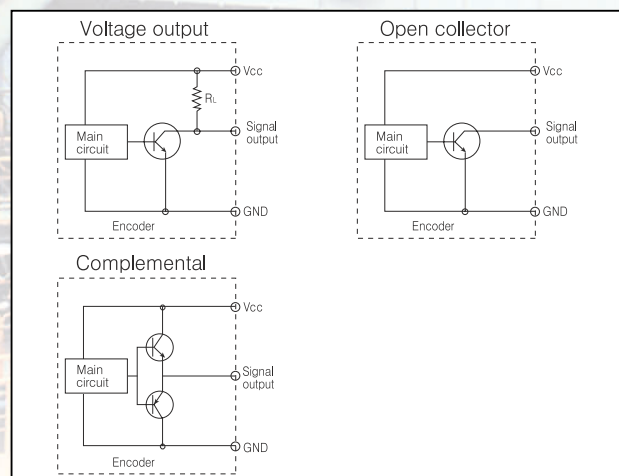 Voltage output
Vcc
RL
Main
circuit
Signal
output
GND
Encoder
Open collector
Vcc
Main
circuit
Signal
output
GND
Encoder
Complemental
Vcc
Main
circuit
Signal
output
GND
Encoder